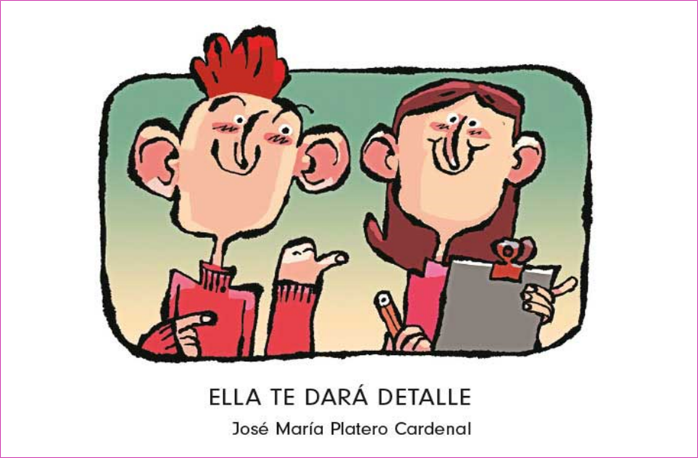 ELLA TE DARÁ DETALLE
José María Platero Cardenal